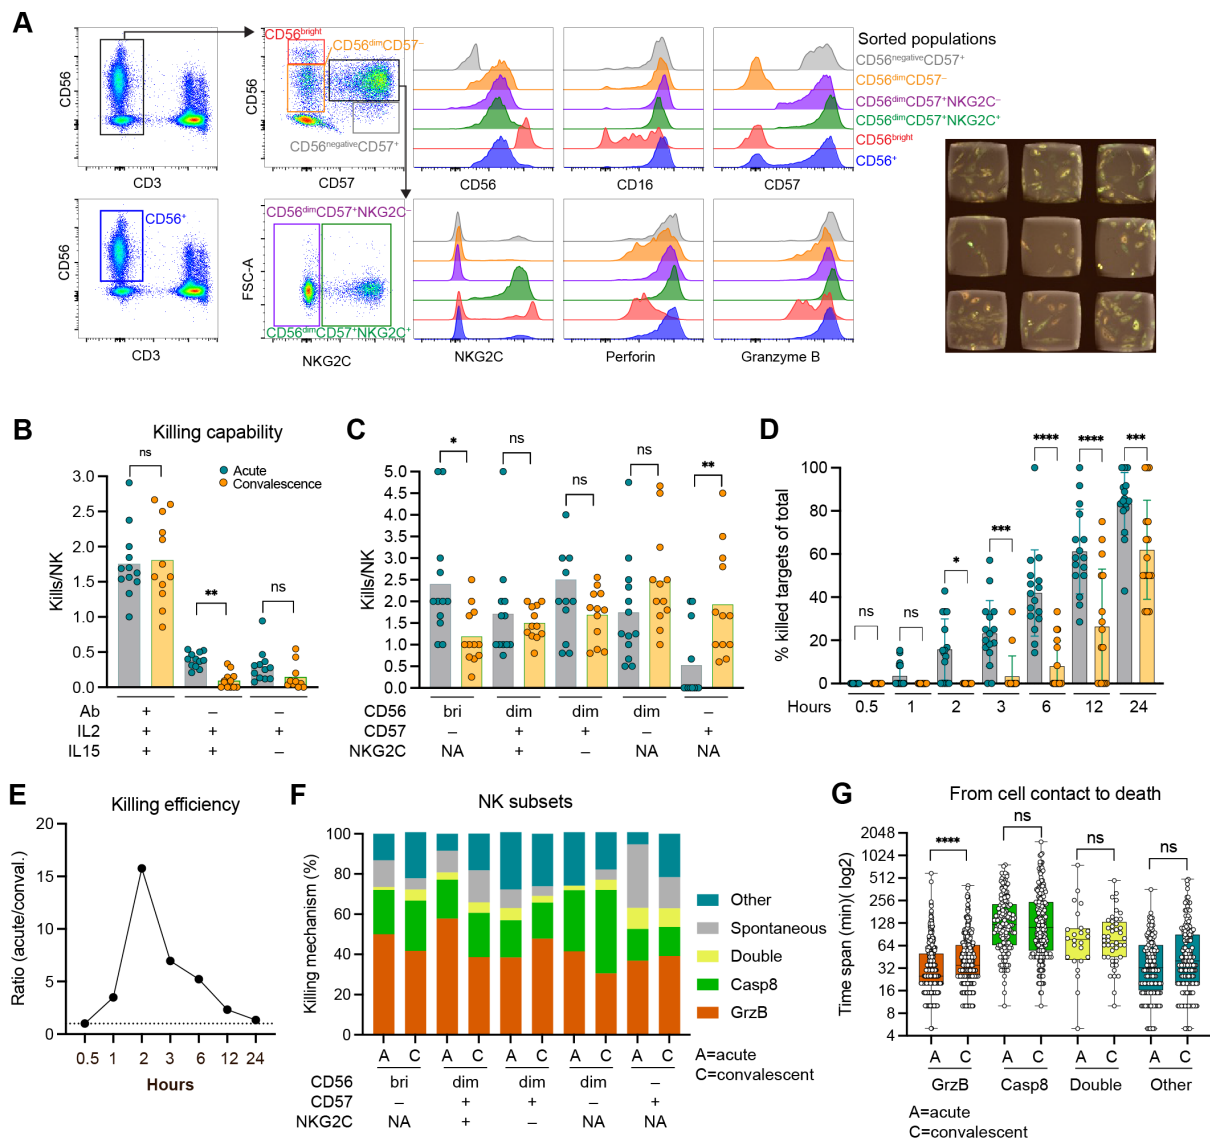 A
CD56
CD3
CD56bright
CD56dimCD57–
CD56negativeCD57+
CD56
CD57
CD56
CD16
CD57
Sorted populations
CD56negativeCD57+
CD56dimCD57–
CD56dimCD57+NKG2C–
CD56dimCD57+NKG2C+
CD56bright
CD56+
CD56+
CD56
CD3
CD56dimCD57+NKG2C–
CD56dimCD57+NKG2C+
FSC-A
NKG2C
NKG2C
Perforin
Granzyme B
B
Killing capability
ns
** 
ns
Acute
Convalescence
Kills/NK
3.0
2.5
2.0
1.5
1.0
0.5
0.0
Ab + – –
IL2 + + +
IL15 + + –
C
* ns ns ns **
Kills/NK
5.0
4.5
4.0
3.5
3.0
2.5
2.0
1.5
1.0
0.5
0.0
CD56 bri dim dim dim –
CD57 – + + – +
NKG2C NA + – NA NA
D
ns ns * *** **** **** ***
% killed targets of total
100
80
60
40
20
0
Hours 0.5 1 2 3 6 12 24
E
Killing efficiency
Ratio (acute/conval.)
20
15
10
5
0
0.5 1 2 3 6 12 24
Hours
F
NK subsets
Killing mechanism (%)
100
80
60
40
20
0
Other
Spontaneous
Double
Casp8
GrzB
A C A C A C A C A C
A=acute
C=convalescent
CD56 bri dim dim dim –
CD57 – + + – +
NKG2C NA + – NA NA
G
From cell contact to death
**** ns ns ns
Time span (min)( log2)
2048
1024
512
256
128
64
32
16
8
4
A C A C A C A C
GrzB Casp8 Double Other
A=acute
C=convalescent